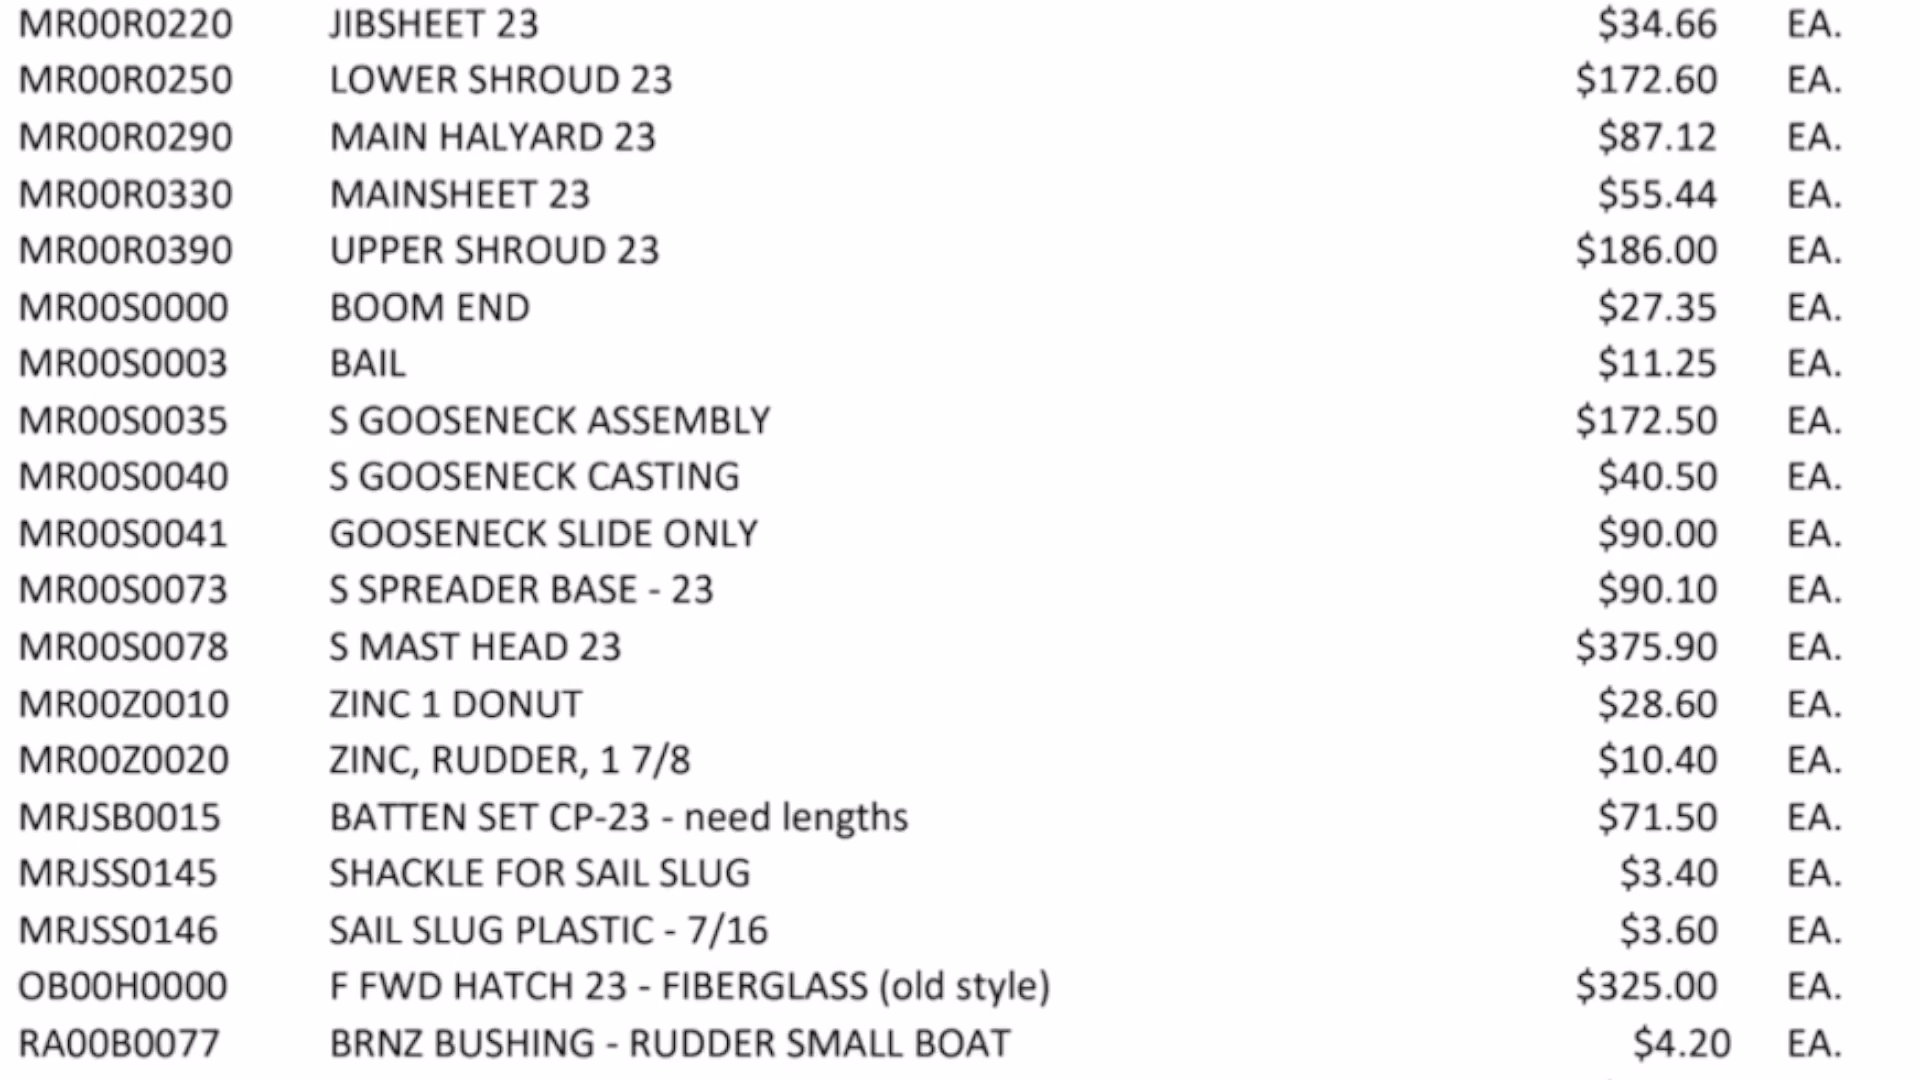 MR00R0220 JIBSHEET 23 $34.66 EA.
MR00R0250 LOWER SHROUD 23 $172.60 EA.
MR00R0290 MAIN HALYARD 23 $87.12 EA.
MR00R0330 MAINSHEET 23 $55.44 EA.
MR00R0390 UPPER SHROUD 23 $186.00 EA.
MR00S0000 BOOM END $27.35 EA.
MR00S0003 BAIL $11.25 EA.
MR00S0035 S GOOSENECK ASSEMBLY $172.50 EA.
MR00S0040 S GOOSENECK CASTING $40.50 EA.
MR00S0041 GOOSENECK SLIDE ONLY $90.00 EA.
MR00S0073 S SPREADER BASE - 23 $90.10 EA.
MR00S0078 S MAST HEAD 23 $375.90 EA.
MR00Z0010 ZINC 1 DONUT $28.60 EA.
MR00Z0020 ZINC, RUDDER, 1 7/8 $10.40 EA.
MRJSB0015 BATTEN SET CP-23 - need lengths $71.50 EA.
MRJSS0145 SHACKLE FOR SAIL SLUG $3.40 EA.
MRJSS0146 SAIL SLUG PLASTIC - 7/16 $3.60 EA.
OB00H0000 F FWD HATCH 23 - FIBERGLASS (old style) $325.00 EA.
RA00B0077 BRNZ BUSHING - RUDDER SMALL BOAT $4.20 EA.